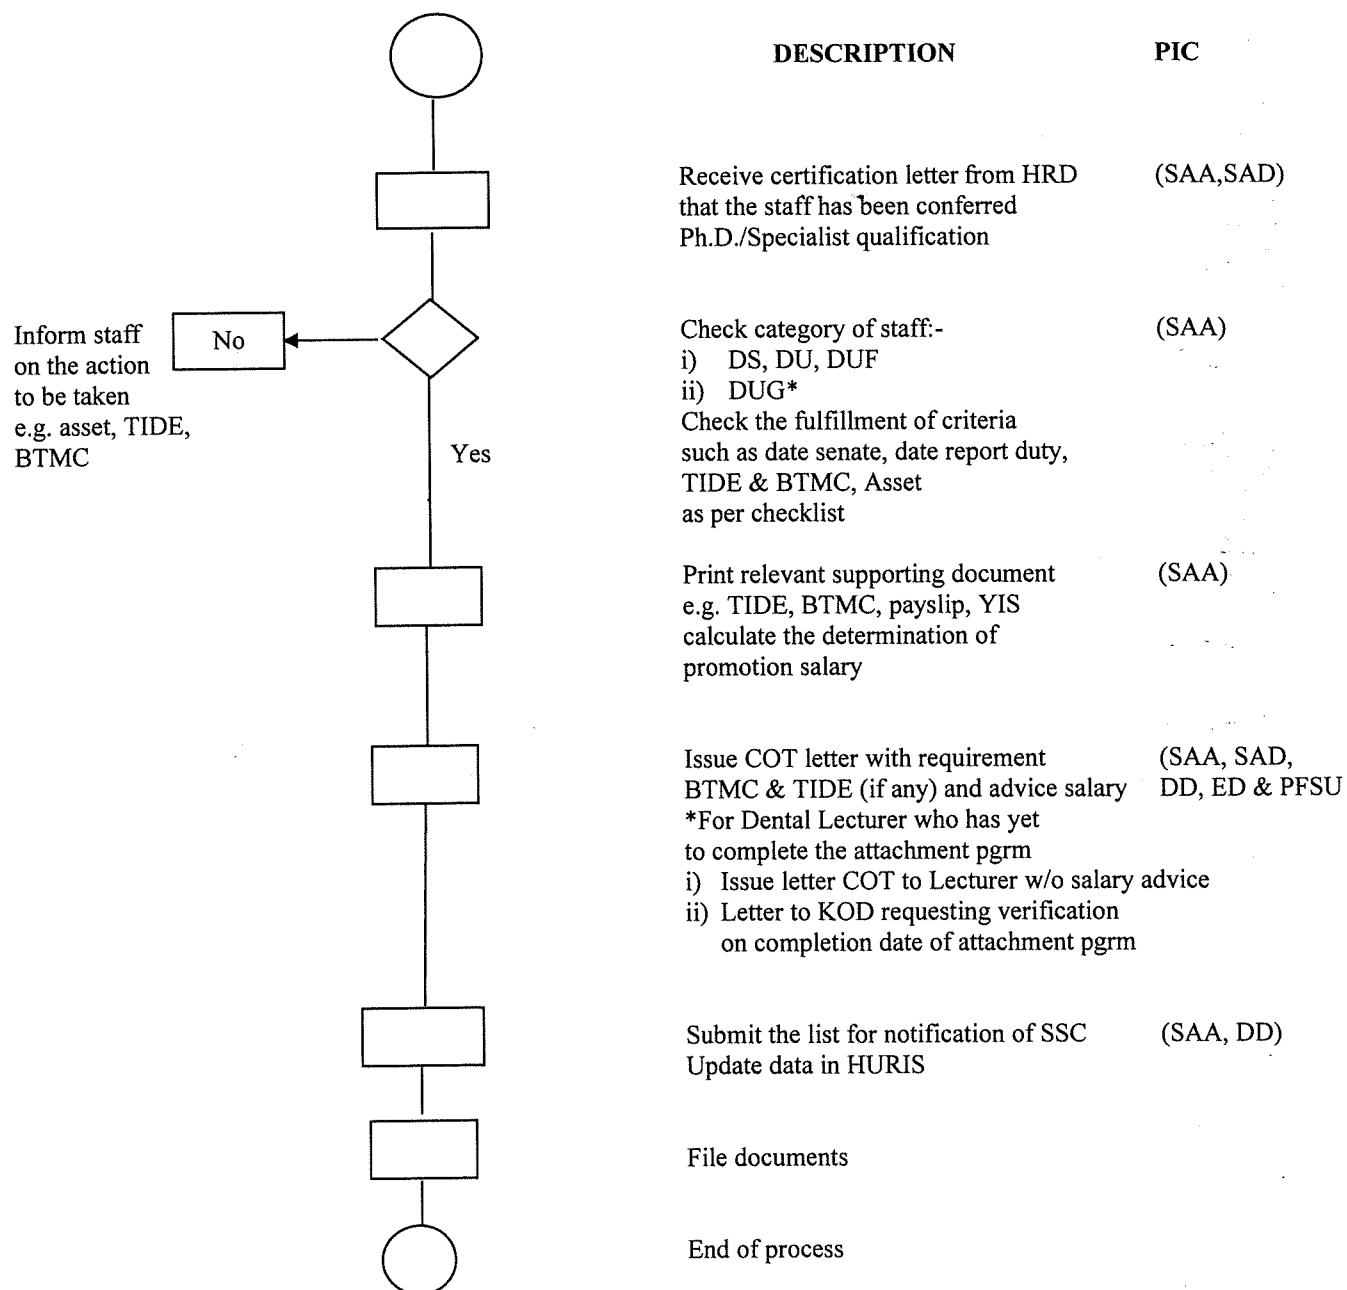 DESCRIPTION PIC
Receive certification letter from HRD (SAA,SAD)
that the staff has been conferred
Ph.D./Specialist qualification
Inform staff
on the action
to be taken
e.g. asset, TIDE,
BTMC
No
Yes
Check category of staff:- (SAA)
i) DS, DU, DUF
ii) DUG*
Check the fulfillment of criteria
such as date senate, date report duty,
TIDE & BTMC, Asset
as per checklist
Print relevant supporting document (SAA)
e.g. TIDE, BTMC, payslip, YIS
calculate the determination of
promotion salary
Issue COT letter with requirement (SAA, SAD,
BTMC & TIDE (if any) and advice salary DD, ED & PFSU
*For Dental Lecturer who has yet
to complete the attachment pgrm
i) Issue letter COT to Lecturer w/o salary advice
ii) Letter to KOD requesting verification
on completion date of attachment pgrm
Submit the list for notification of SSC (SAA, DD)
Update data in HURIS
File documents
End of process